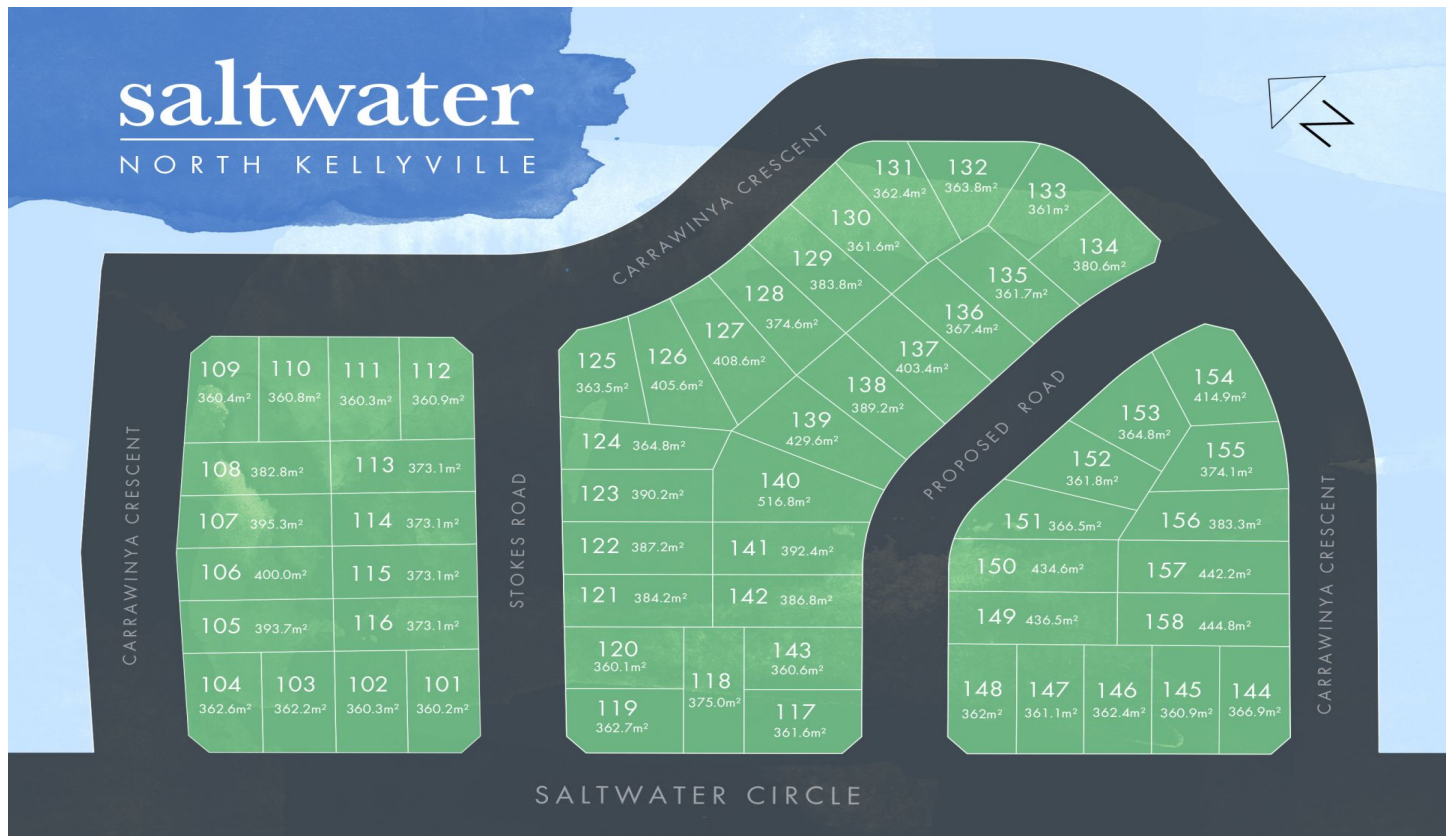 saltwater
NORTH KELLYVILLE
N
CARRAWINYA CRESCENT
CARRAWINYA CRESCENT
STOKES ROAD
PROPOSED ROAD
CARRAWINYA CRESCENT
SALTWATER CIRCLE
109
360.4m²
110
360.8m²
111
360.3m²
112
360.9m²
108 382.8m²
113 373.1m²
107 395.3m²
114 373.1m²
106 400.0m²
115 373.1m²
105 393.7m²
116 373.1m²
104
362.6m²
103
362.2m²
102
360.3m²
101
360.2m²
131
362.4m²
132
363.8m²
133
361m²
130
361.6m²
134
380.6m²
129
383.8m²
135
361.7m²
128
374.6m²
136
367.4m²
127
408.6m²
137
403.4m²
125
363.5m²
126
405.6m²
138
389.2m²
139
429.6m²
124 364.8m²
123 390.2m²
140
516.8m²
122 387.2m²
141 392.4m²
121 384.2m²
142 386.8m²
120
360.1m²
118
375.0m²
143
360.6m²
119
362.7m²
117
361.6m²
154
414.9m²
153
364.8m²
155
374.1m²
152
361.8m²
151 366.5m²
156 383.3m²
150 434.6m²
157 442.2m²
149 436.5m²
158 444.8m²
148
362m²
147
361.1m²
146
362.4m²
145
360.9m²
144
366.9m²